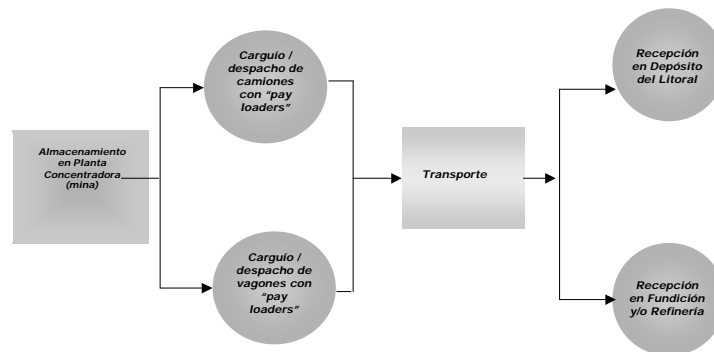 Almacenamiento
en Planta
Concentradora
(mina)
Carguío /
despacho de
camiones
con "pay
loaders"
Carguío /
despacho de
vagones con
"pay
loaders"
Transporte
Recepción
en Depósito
del Litoral
Recepción
en Fundición
y/o Refinería